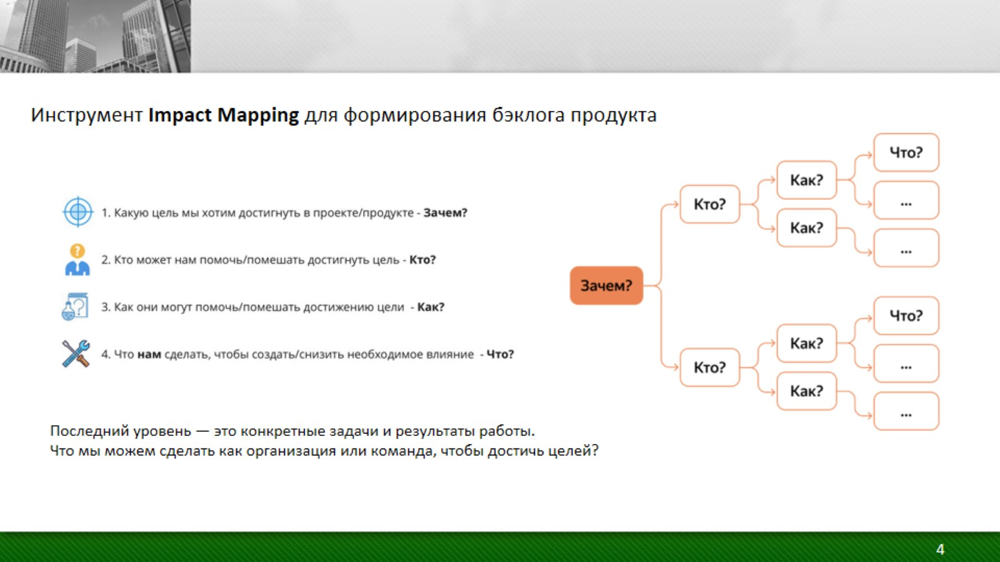 Инструмент Impact Mapping для формирования бэклога продукта
1. Какую цель мы хотим достигнуть в проекте/продукте - Зачем?
2. Кто может нам помочь/помешать достигнуть цель - Кто?
3. Как они могут помочь/помешать достижению цели - Как?
4. Что нам сделать, чтобы создать/снизить необходимое влияние - Что?
Последний уровень — это конкретные задачи и результаты работы.
Что мы можем сделать как организация или команда, чтобы достичь целей?
Зачем?
Кто?
Как?
Что?
...
Как?
...
Кто?
Как?
Что?
...
Как?
...
4